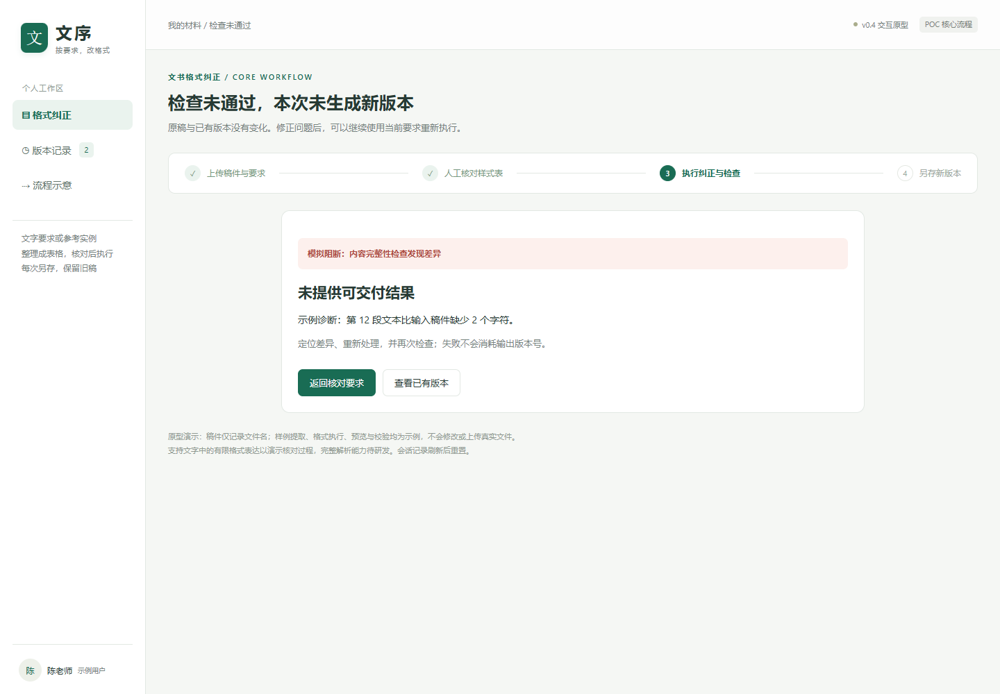 文
文序
按要求，改格式
个人工作区
格式纠正
版本记录 2
流程示意
文字要求或参考实例
整理成表格，核对后执行
每次另存，保留旧稿
陈
陈老师 示例用户
我的材料 / 检查未通过
v0.4 交互原型
POC 核心流程
文书格式纠正 / CORE WORKFLOW
检查未通过，本次未生成新版本
原稿与已有版本没有变化。修正问题后，可以继续使用当前要求重新执行。
✓ 上传稿件与要求
✓ 人工核对样式表
3 执行纠正与检查
4 另存新版本
模拟阻断：内容完整性检查发现差异
未提供可交付结果
示例诊断：第 12 段文本比输入稿件缺少 2 个字符。
定位差异、重新处理，并再次检查；失败不会消耗输出版本号。
返回核对要求
查看已有版本
原型演示：稿件仅记录文件名；样例提取、格式执行、预览与校验均为示例，不会修改或上传真实文件。
支持文字中的有限格式表达以演示核对过程，完整解析能力待研发。会话记录刷新后重置。